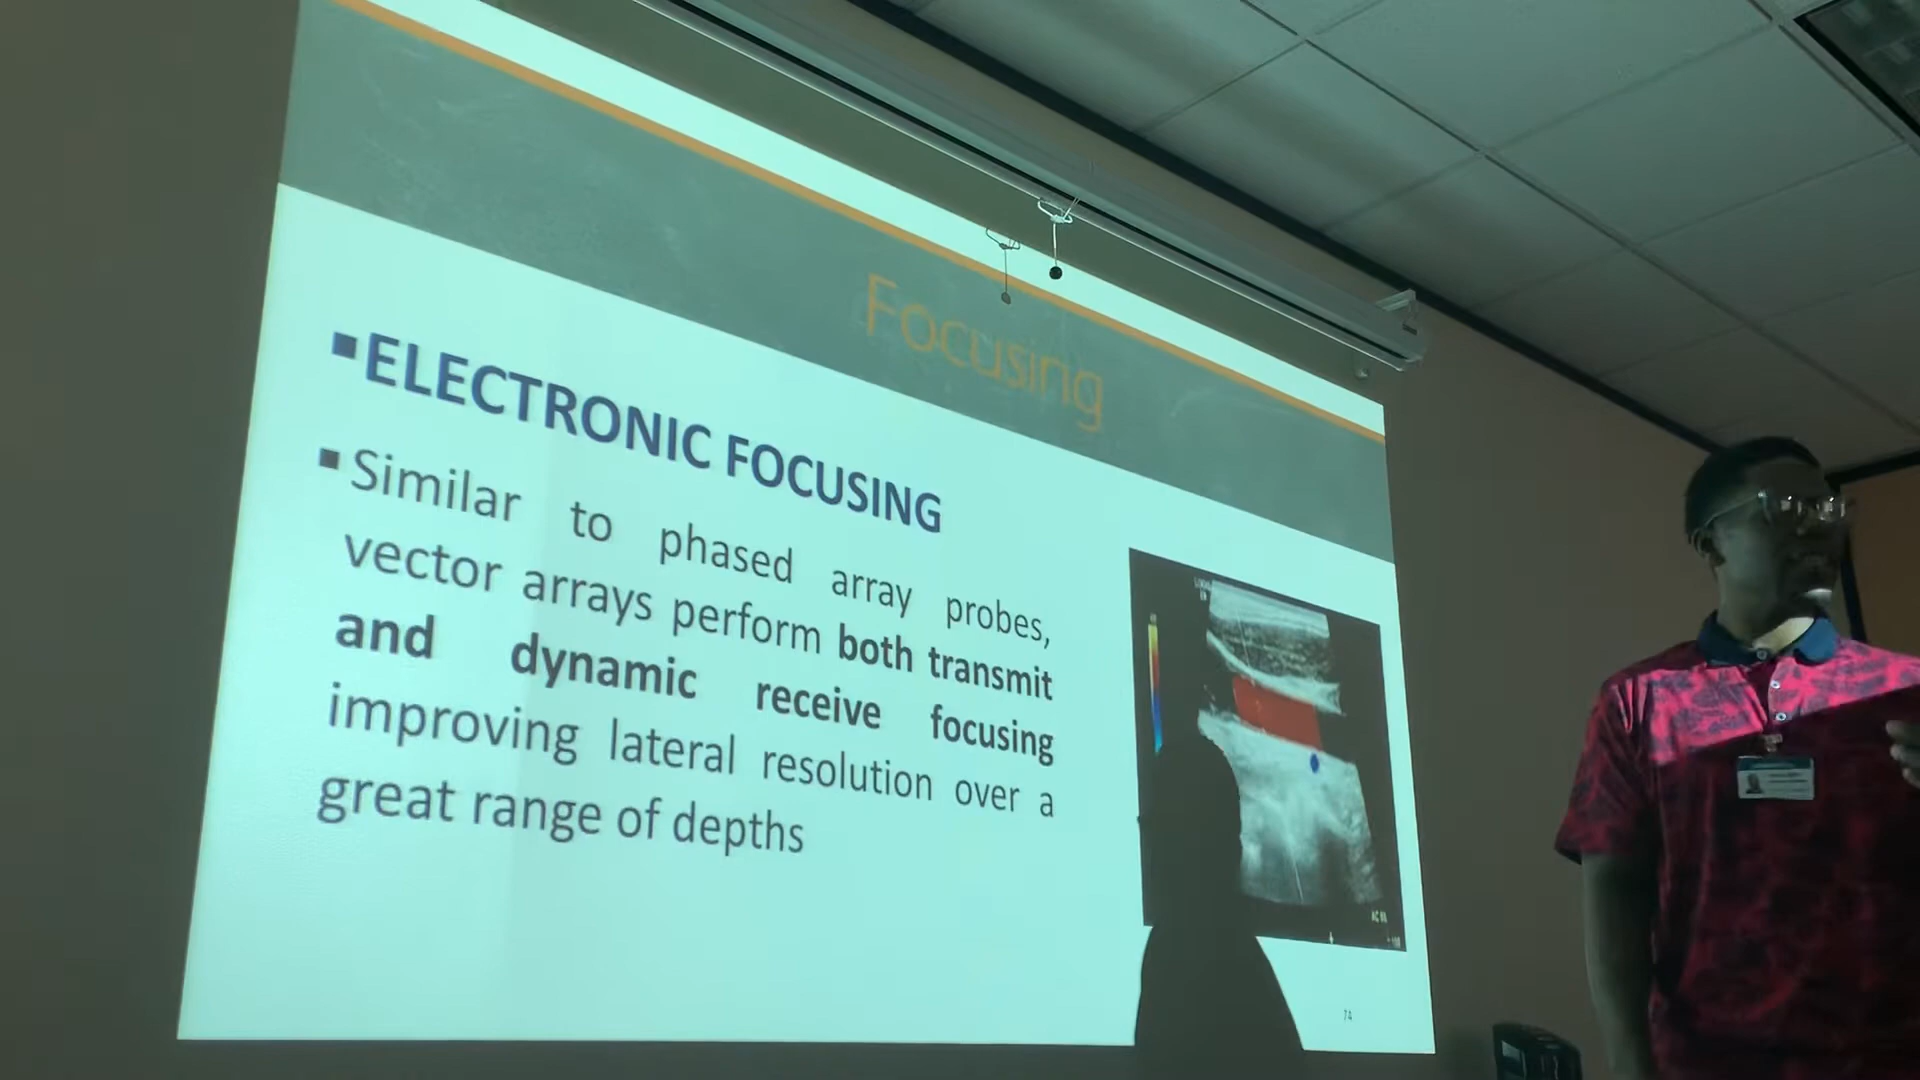 Focusing
▪ELECTRONIC FOCUSING
▪Similar to phased array probes,
vector arrays perform both transmit
and dynamic receive focusing
improving lateral resolution over a
great range of depths
74